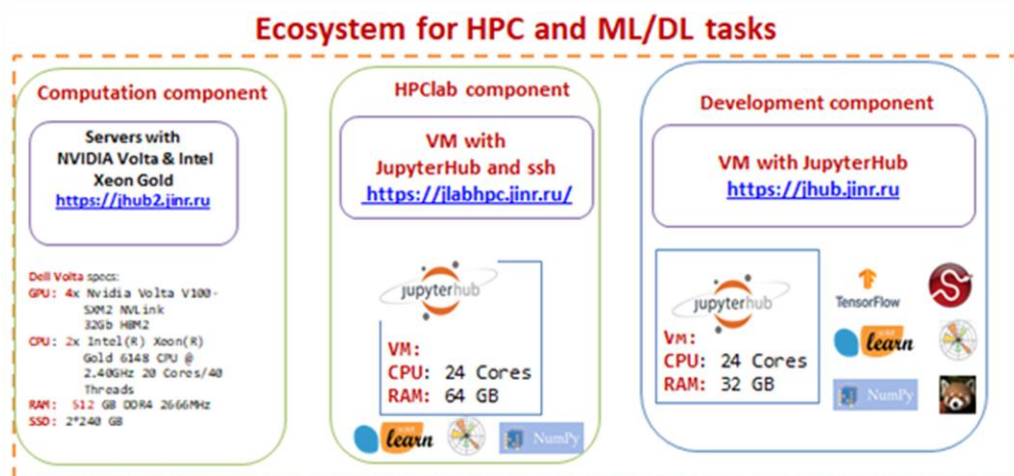 Ecosystem for HPC and ML/DL tasks
Computation component
Servers with
NVIDIA Volta & Intel
Xeon Gold
https://jhub2.jinr.ru
Dell Volta specs:
GPU: 4x Nvidia Volta V100-
SXM2 NVLink
32Gb HBM2
CPU: 2x Intel(R) Xeon(R)
Gold 6148 CPU @
2.40GHz 20 Cores/40
Threads
RAM: 512 GB DDR4 2666MHz
SSD: 2*240 GB
HPClab component
VM with
JupyterHub and ssh
https://jlabhpc.jinr.ru/
jupyterhub
VM:
CPU: 24 Cores
RAM: 64 GB
learn
NumPy
Development component
VM with JupyterHub
https://jhub.jinr.ru
jupyterhub
VM:
CPU: 24 Cores
RAM: 32 GB
TensorFlow
learn
NumPy